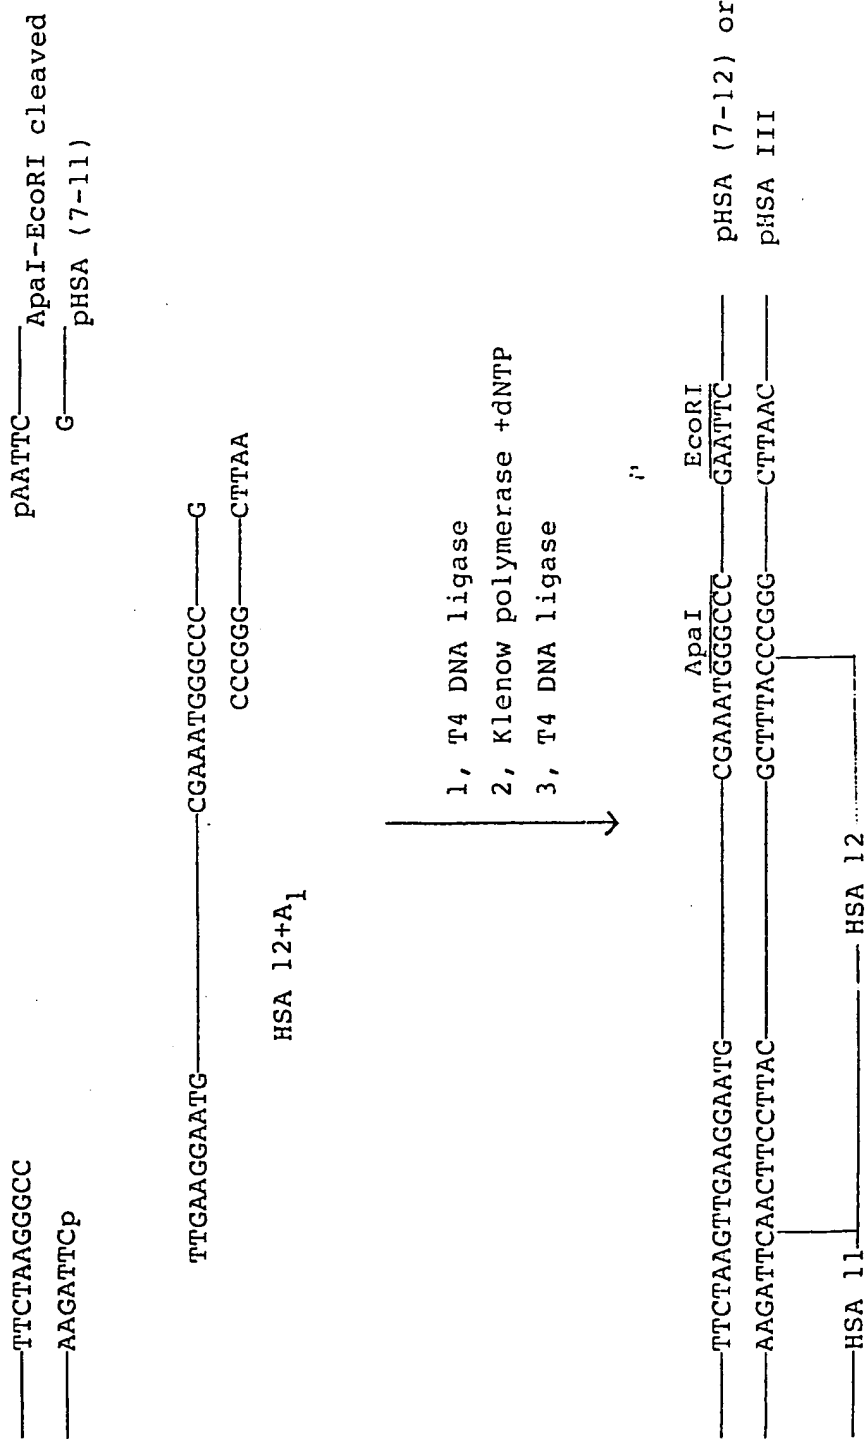 TTCTAAGGGCC pAATTC ApaI-EcoRI cleaved
AAGATTCp G pHSA (7-11)
TTGAAGGAATG CGAAATGGGCCC G
CCCGGG CTTAA
HSA 12+A1
1, T4 DNA ligase
2, Klenow polymerase +dNTP
3, T4 DNA ligase
ApaI EcoRI
TTCTAAGTTGAAGGAATG CGAAATGGGCCC GAATTC pHSA (7-12) or
AAGATTCAACTTCCTTAC GCTTTACCCGGG CTTAAC pHSA III
HSA 11 HSA 12